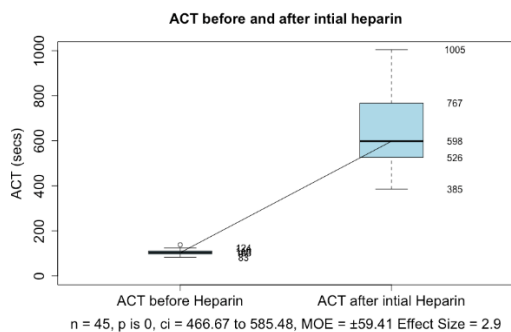 ACT before and after intial heparin
ACT (secs)
1000
800
600
400
200
0
1005
767
598
526
385
124
83
ACT before Heparin
ACT after intial Heparin
n = 45, p is 0, ci = 466.67 to 585.48, MOE = ±59.41 Effect Size = 2.9